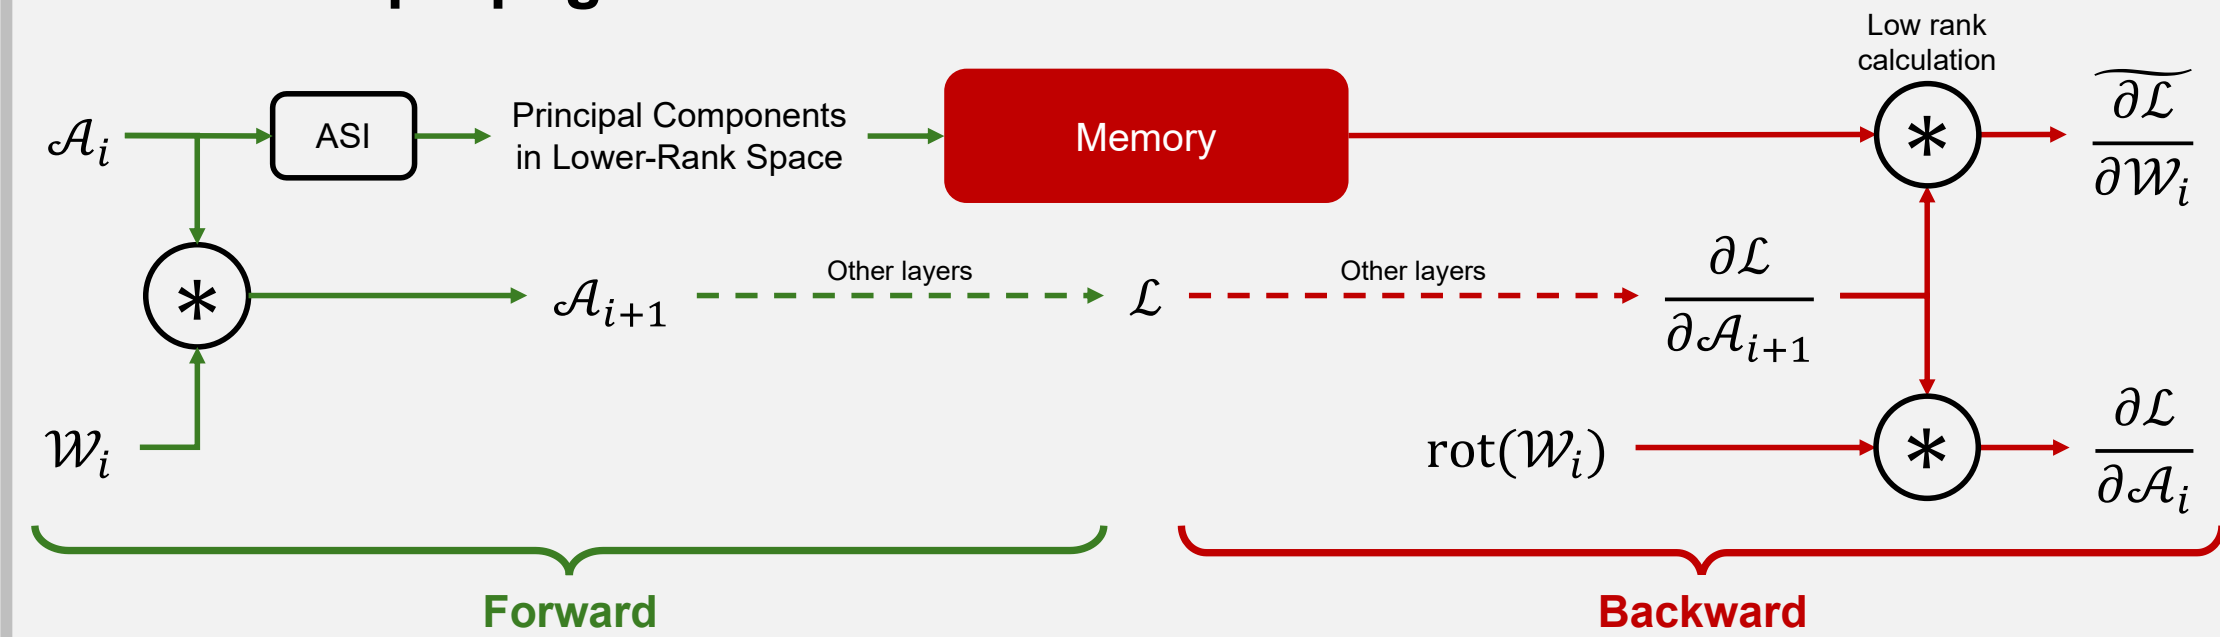 Low rank
calculation
𝒜ᵢ
ASI
Principal Components
in Lower-Rank Space
Memory
*
∂ℒ͠
∂𝒲ᵢ
*
𝒜ᵢ₊₁
Other layers
ℒ
Other layers
∂ℒ
∂𝒜ᵢ₊₁
𝒲ᵢ
rot(𝒲ᵢ)
*
∂ℒ
∂𝒜ᵢ
Forward
Backward